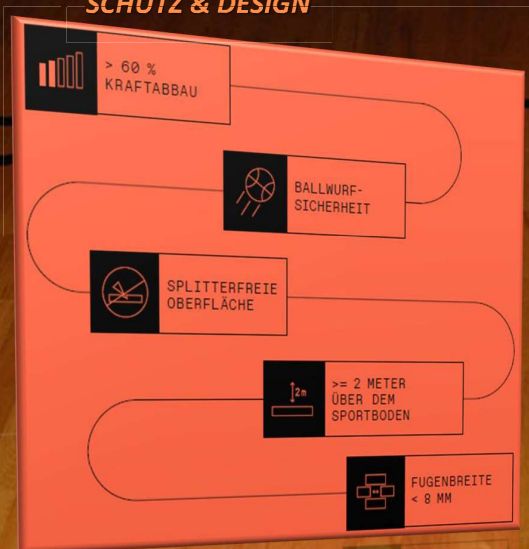 SCHUTZ & DESIGN
> 60 %
KRAFTABBAU
BALLWURF-
SICHERHEIT
SPLITTERFREIE
OBERFLÄCHE
2m
>= 2 METER
ÜBER DEM
SPORTBODEN
FUGENBREITE
< 8 MM